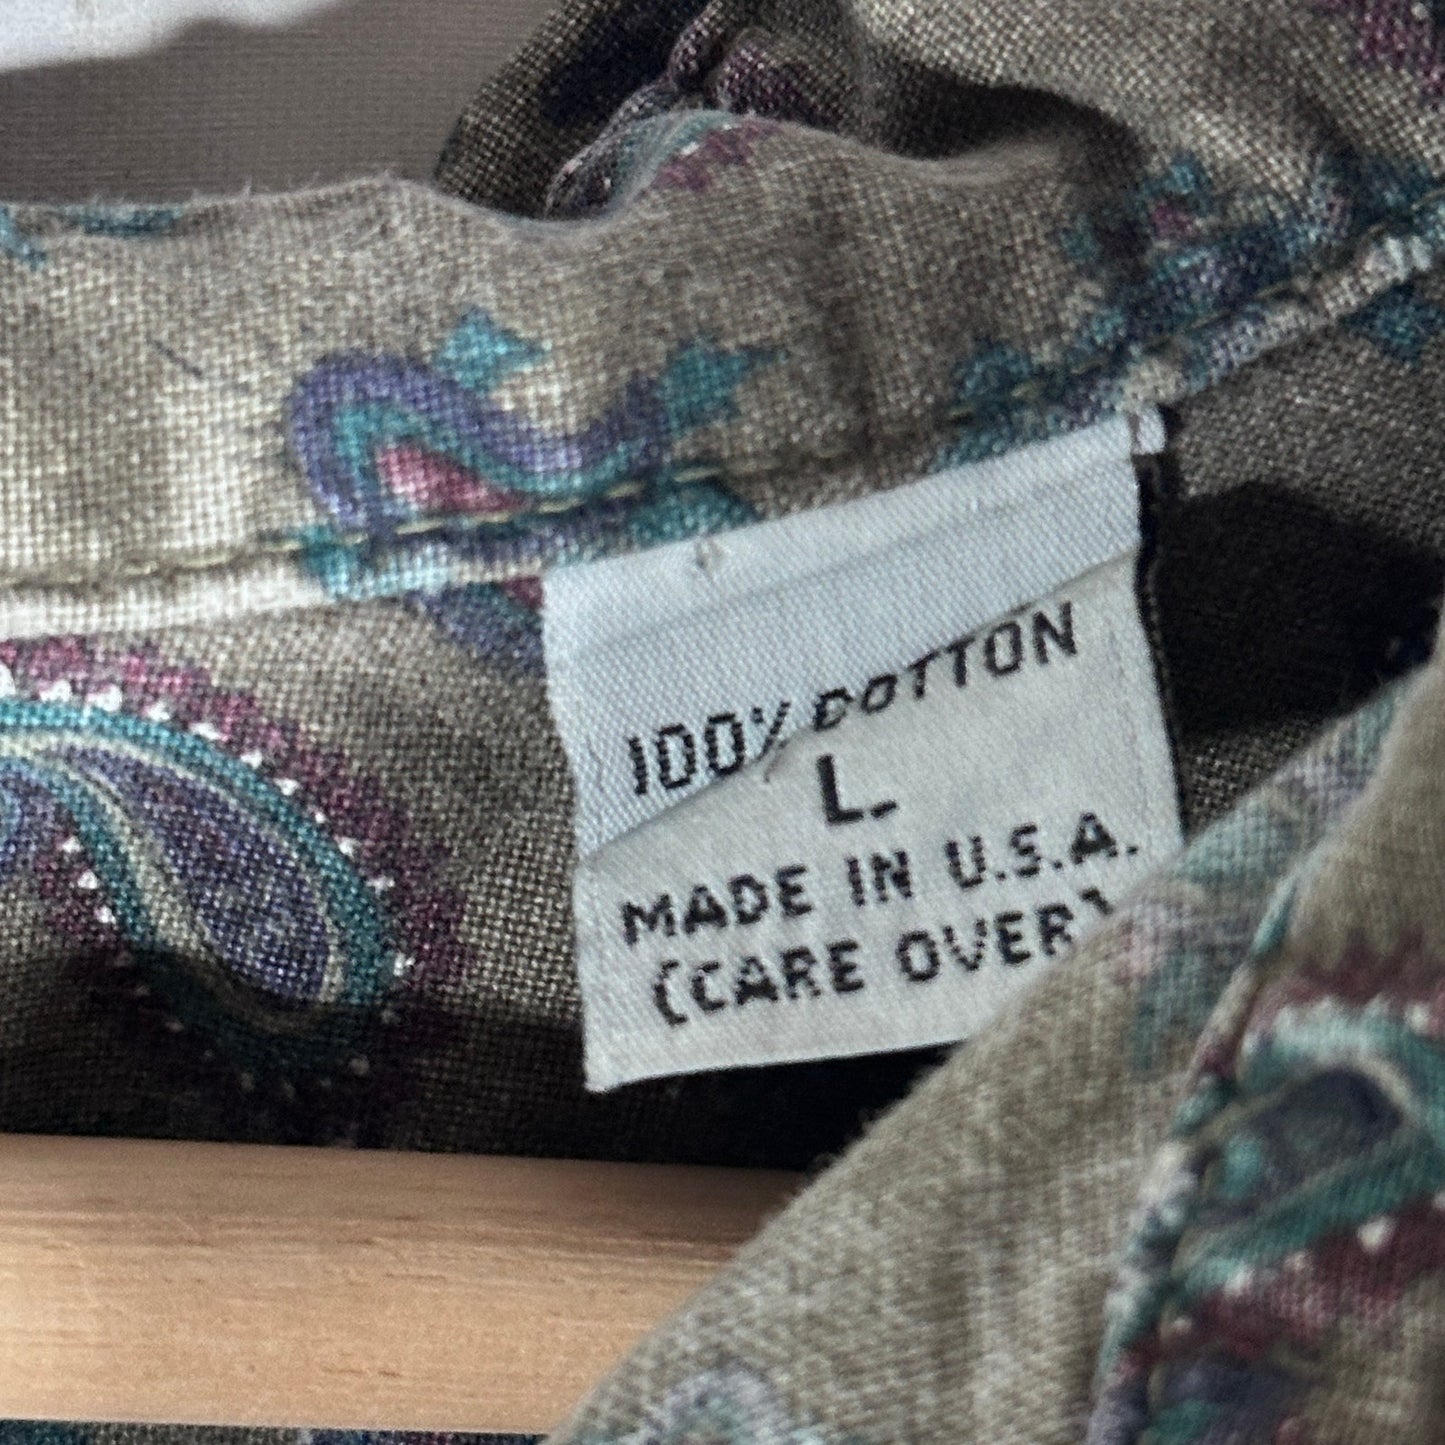 100% COTTON
L
MADE IN U.S.A.
(CARE OVER)